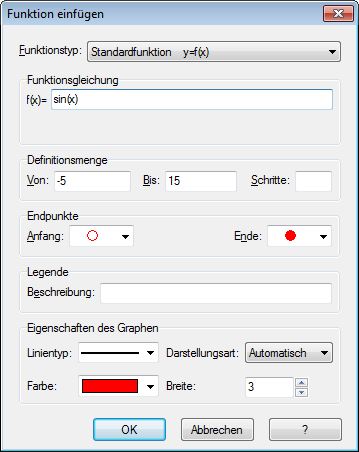 Funktion einfügen
Funktionstyp: Standardfunktion y=f(x)
Funktionsgleichung
f(x)= sin(x)
Definitionsmenge
Von: -5 Bis: 15 Schritte:
Endpunkte
Anfang: Ende:
Legende
Beschreibung:
Eigenschaften des Graphen
Linientyp: Darstellungsart: Automatisch
Farbe: Breite: 3
OK Abbrechen ?